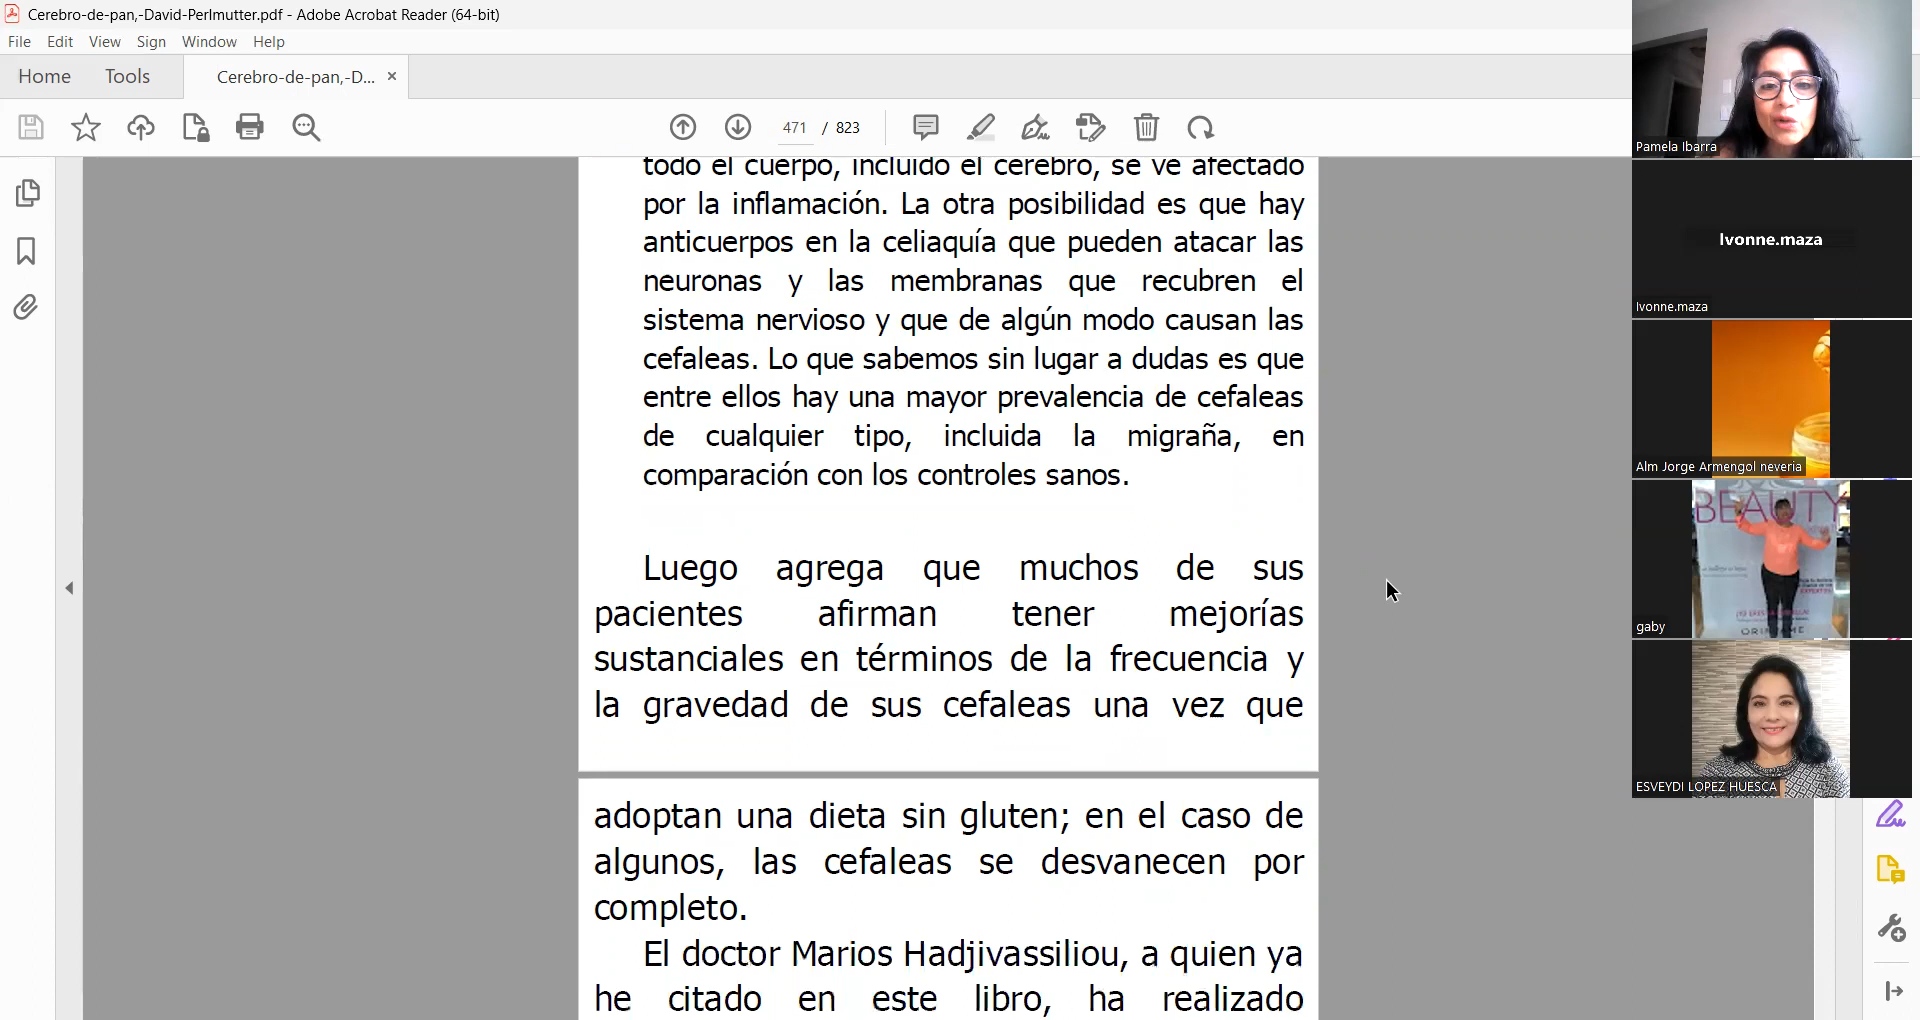 Cerebro-de-pan,-David-Perlmutter.pdf - Adobe Acrobat Reader (64-bit)
File Edit View Sign Window Help
Home Tools Cerebro-de-pan,-D... ×
471 / 823
todo el cuerpo, incluido el cerebro, se ve afectado
por la inflamación. La otra posibilidad es que hay
anticuerpos en la celiaquía que pueden atacar las
neuronas y las membranas que recubren el
sistema nervioso y que de algún modo causan las
cefaleas. Lo que sabemos sin lugar a dudas es que
entre ellos hay una mayor prevalencia de cefaleas
de cualquier tipo, incluida la migraña, en
comparación con los controles sanos.
Luego agrega que muchos de sus
pacientes afirman tener mejorías
sustanciales en términos de la frecuencia y
la gravedad de sus cefaleas una vez que
adoptan una dieta sin gluten; en el caso de
algunos, las cefaleas se desvanecen por
completo.
El doctor Marios Hadjivassiliou, a quien ya
he citado en este libro, ha realizado
Pamela Ibarra
Ivonne.maza
Ivonne.maza
Alm Jorge Armengol neveria
BEAUTY
gaby
ESVEYDI LOPEZ HUESCA